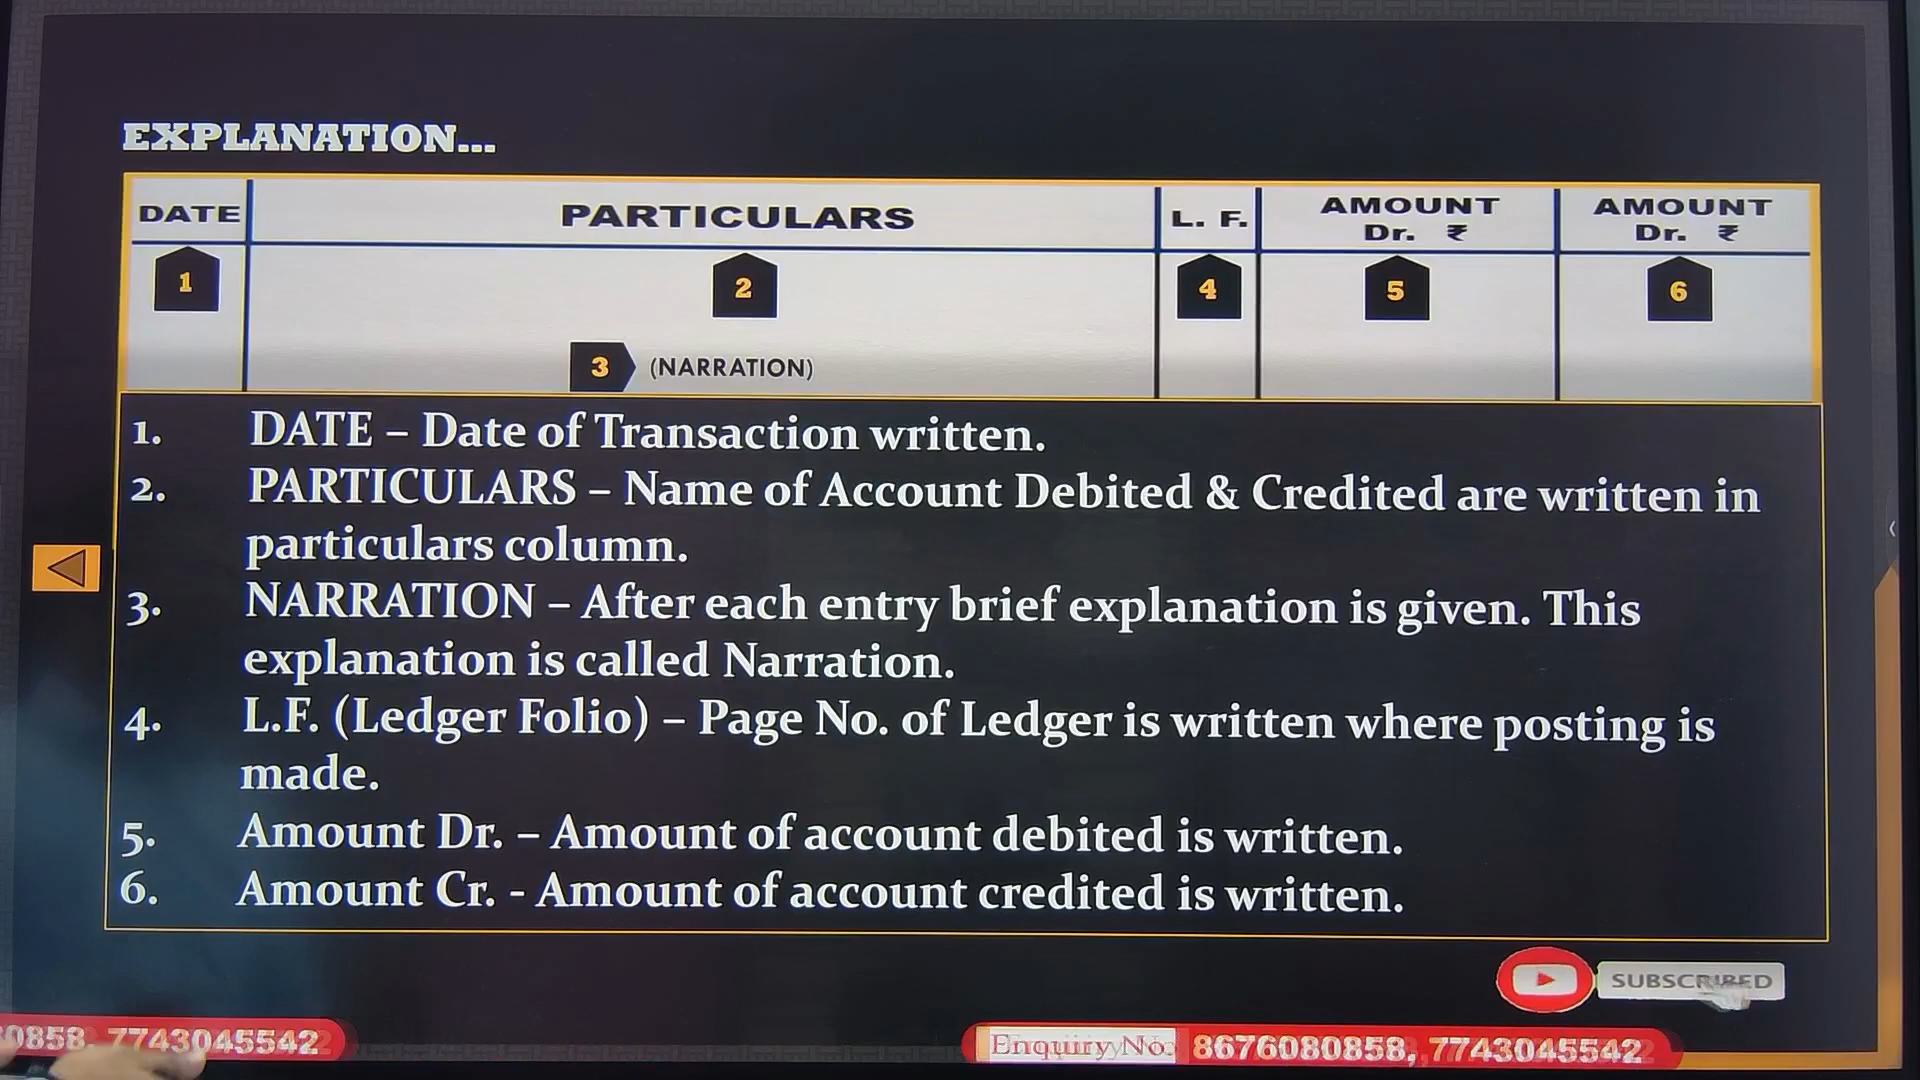 EXPLANATION...
DATE PARTICULARS L. F. AMOUNT Dr. ₹ AMOUNT Dr. ₹
1 2 4 5 6
3 (NARRATION)
1. DATE – Date of Transaction written.
2. PARTICULARS – Name of Account Debited & Credited are written in
particulars column.
3. NARRATION – After each entry brief explanation is given. This
explanation is called Narration.
4. L.F. (Ledger Folio) – Page No. of Ledger is written where posting is
made.
5. Amount Dr. – Amount of account debited is written.
6. Amount Cr. - Amount of account credited is written.
SUBSCRIBED
0858, 7743045542
Enquiry No. 8676080858, 7743045542